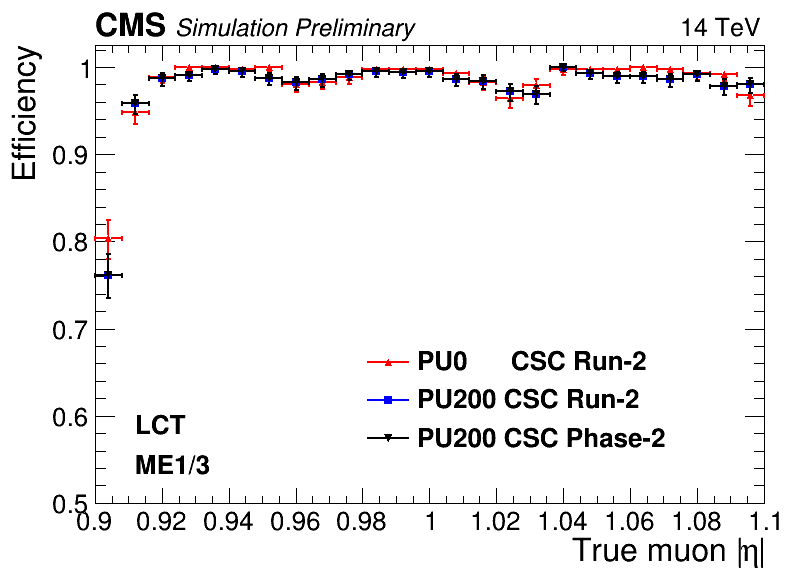 CMS Simulation Preliminary 14 TeV
Efficiency
1
0.9
0.8
0.7
0.6
0.5
PU0 CSC Run-2
PU200 CSC Run-2
PU200 CSC Phase-2
LCT
ME1/3
0.9 0.92 0.94 0.96 0.98 1 1.02 1.04 1.06 1.08 1.1
True muon |η|